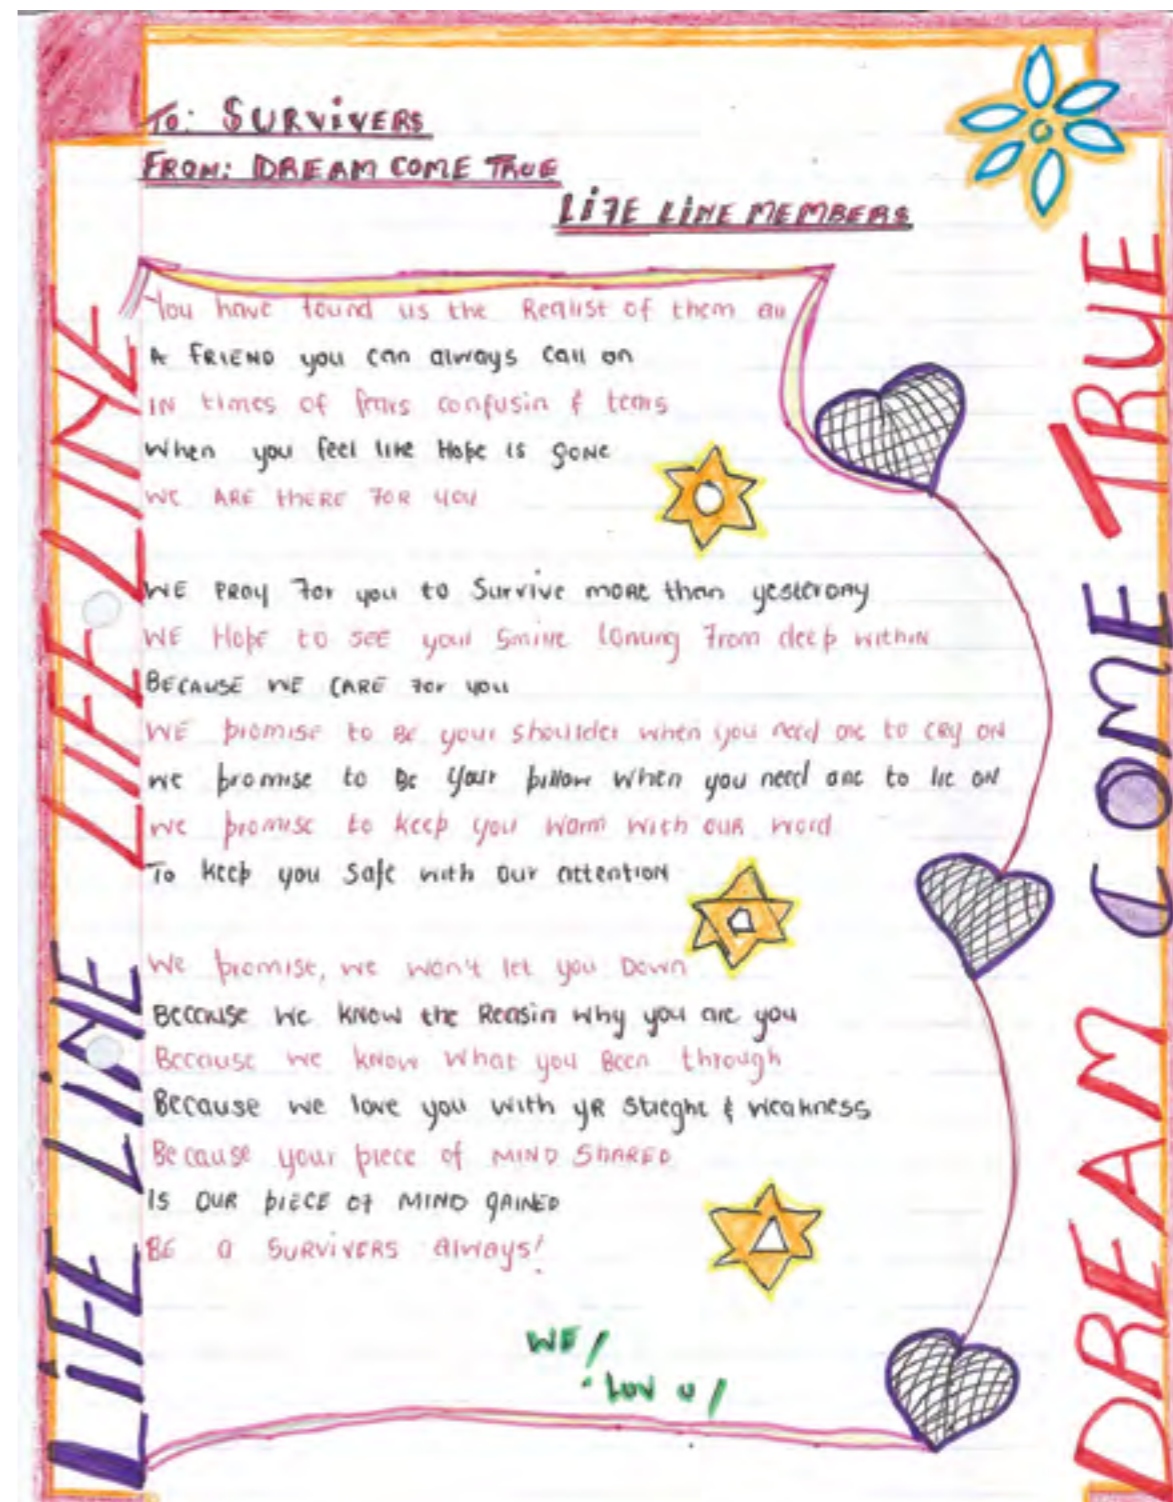 To: SURViVERS
FROM: DREAM COME TRUE
LIFE LINE MEMBERS
You have found us the Realist of them all
A FRIEND you can always call on
IN times of fears confusin & tears
When you feel like Hope is gone
WE ARE tHERE FOR you
WE PRAY For you to Survive more than yesterday
WE Hope to see your Smile Coming From deep within
BECAUSE WE CARE For you
WE promise to Be your shoulder when you need one to cry on
we promise to Be your pillow when you need one to lie on
we promise to keep you warm with our word
To keep you Safe with our attention
We promise, we won't let you Down
Because we know the Reasin why you are you
Because we know what you Been through
Because we love you with yr stieght & weakness
Because your piece of MIND SHARED
Is our piece of MIND gained
BE a SURViVERS always!
WE!
LUV U!
LIFE LINE LIFE LINE
DREAM COME TRUE